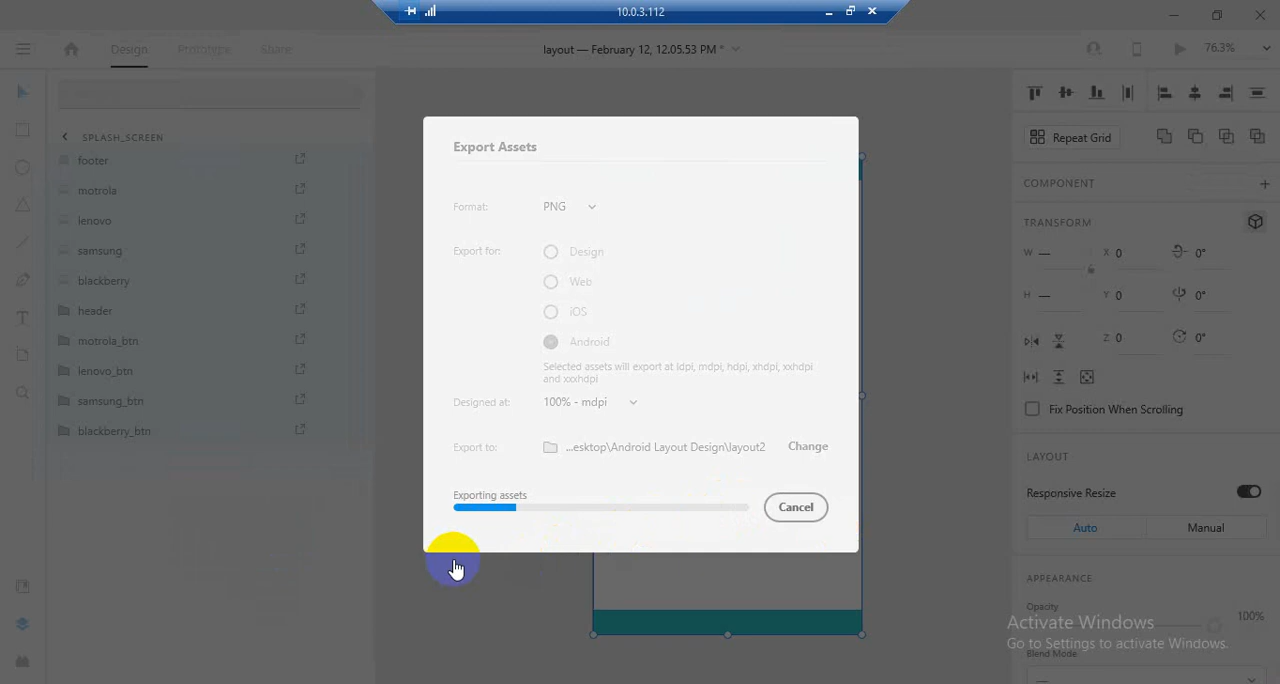 10.0.3.112
Design
Prototype
Share
layout — February 12, 12.05.53 PM *
76.3%
SPLASH_SCREEN
footer
motrola
lenovo
samsung
blackberry
header
motrola_btn
lenovo_btn
samsung_btn
blackberry_btn
Export Assets
Format:
PNG
Export for:
Design
Web
iOS
Android
Selected assets will export at ldpi, mdpi, hdpi, xhdpi, xxhdpi
and xxxhdpi
Designed at:
100% - mdpi
Export to:
...esktop\Android Layout Design\layout2
Change
Exporting assets
Cancel
Repeat Grid
COMPONENT
TRANSFORM
W — X 0 0°
H — Y 0 0°
Z 0 0°
Fix Position When Scrolling
LAYOUT
Responsive Resize
Auto
Manual
APPEARANCE
Opacity
100%
Blend Mode
—
Activate Windows
Go to Settings to activate Windows.